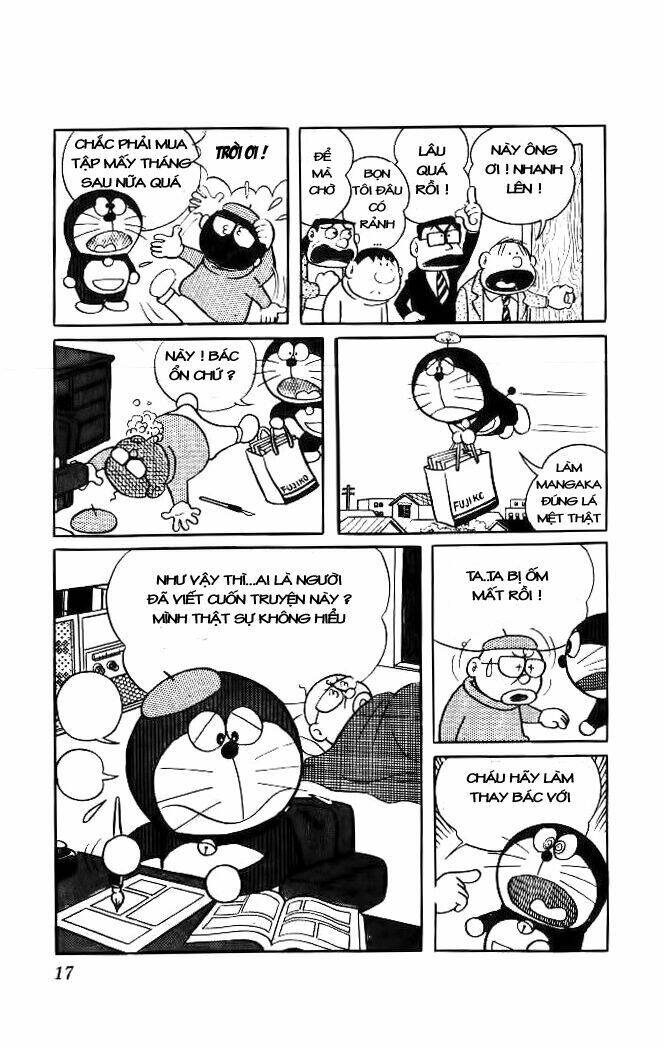 NÀY ÔNG
ƠI ! NHANH
LÊN !
LÂU
QUÁ
RỒI !
BỌN
TÔI ĐÂU
CÓ
RẢNH
...
ĐỂ
MÀ
CHỜ
TRỜI ƠI !
CHẮC PHẢI MUA
TẬP MẤY THÁNG
SAU NỮA QUÁ
LÀM
MANGAKA
ĐÚNG LÁ
MỆT THẬT
FUJIKO
NÀY ! BÁC
ỔN CHỨ ?
FUJIKO
TA..TA BỊ ỐM
MẤT RỒI !
CHÁU HÃY LÀM
THAY BÁC VỚI
NHƯ VẬY THÌ...AI LÀ NGƯỜI
ĐÃ VIẾT CUỐN TRUYỆN NÀY ?
MÌNH THẬT SỰ KHÔNG HIỂU
17